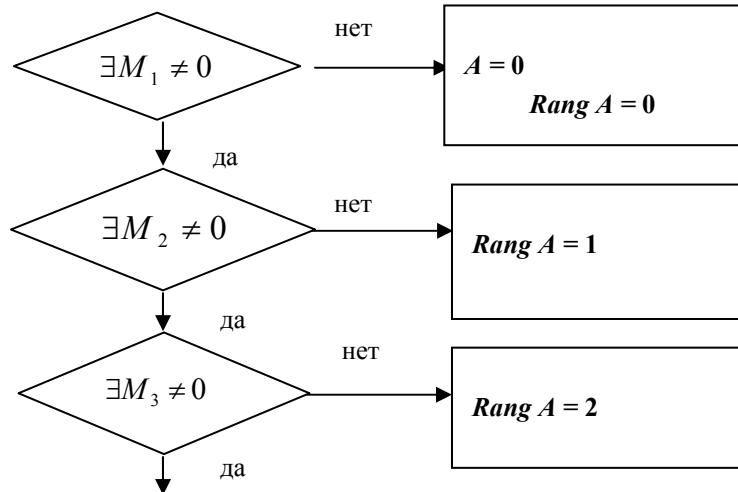 нет
∃M₁ ≠ 0
A = 0
Rang A = 0
да
нет
∃M₂ ≠ 0
Rang A = 1
да
нет
∃M₃ ≠ 0
Rang A = 2
да